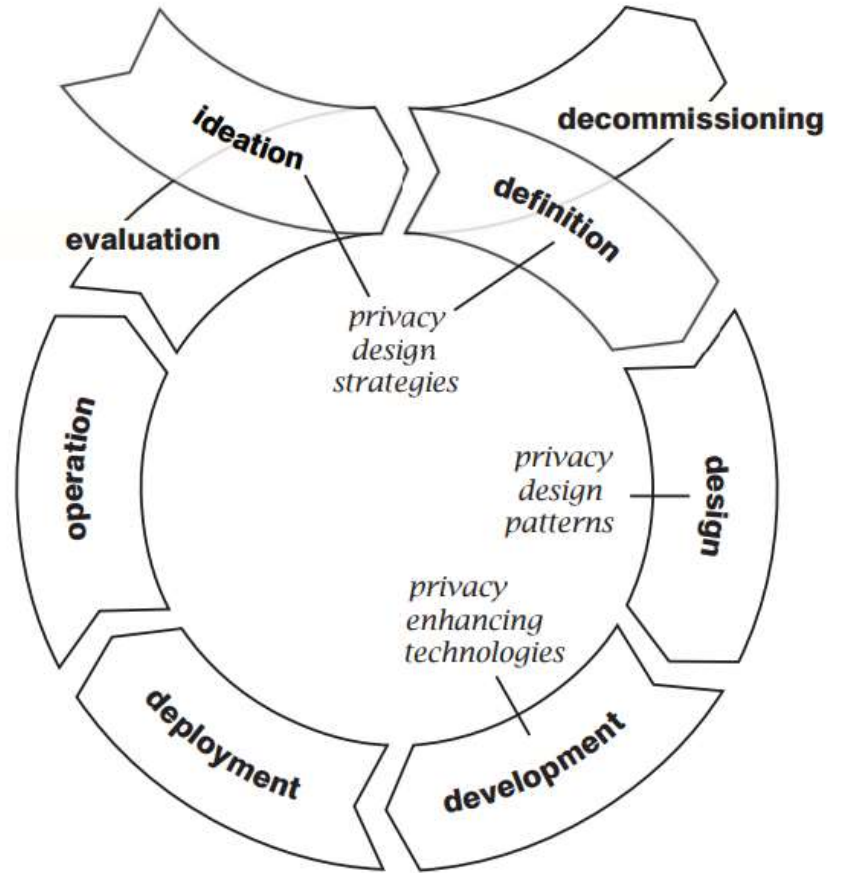 ideation
decommissioning
definition
evaluation
privacy
design
strategies
operation
privacy
design
patterns
design
privacy
enhancing
technologies
deployment
development